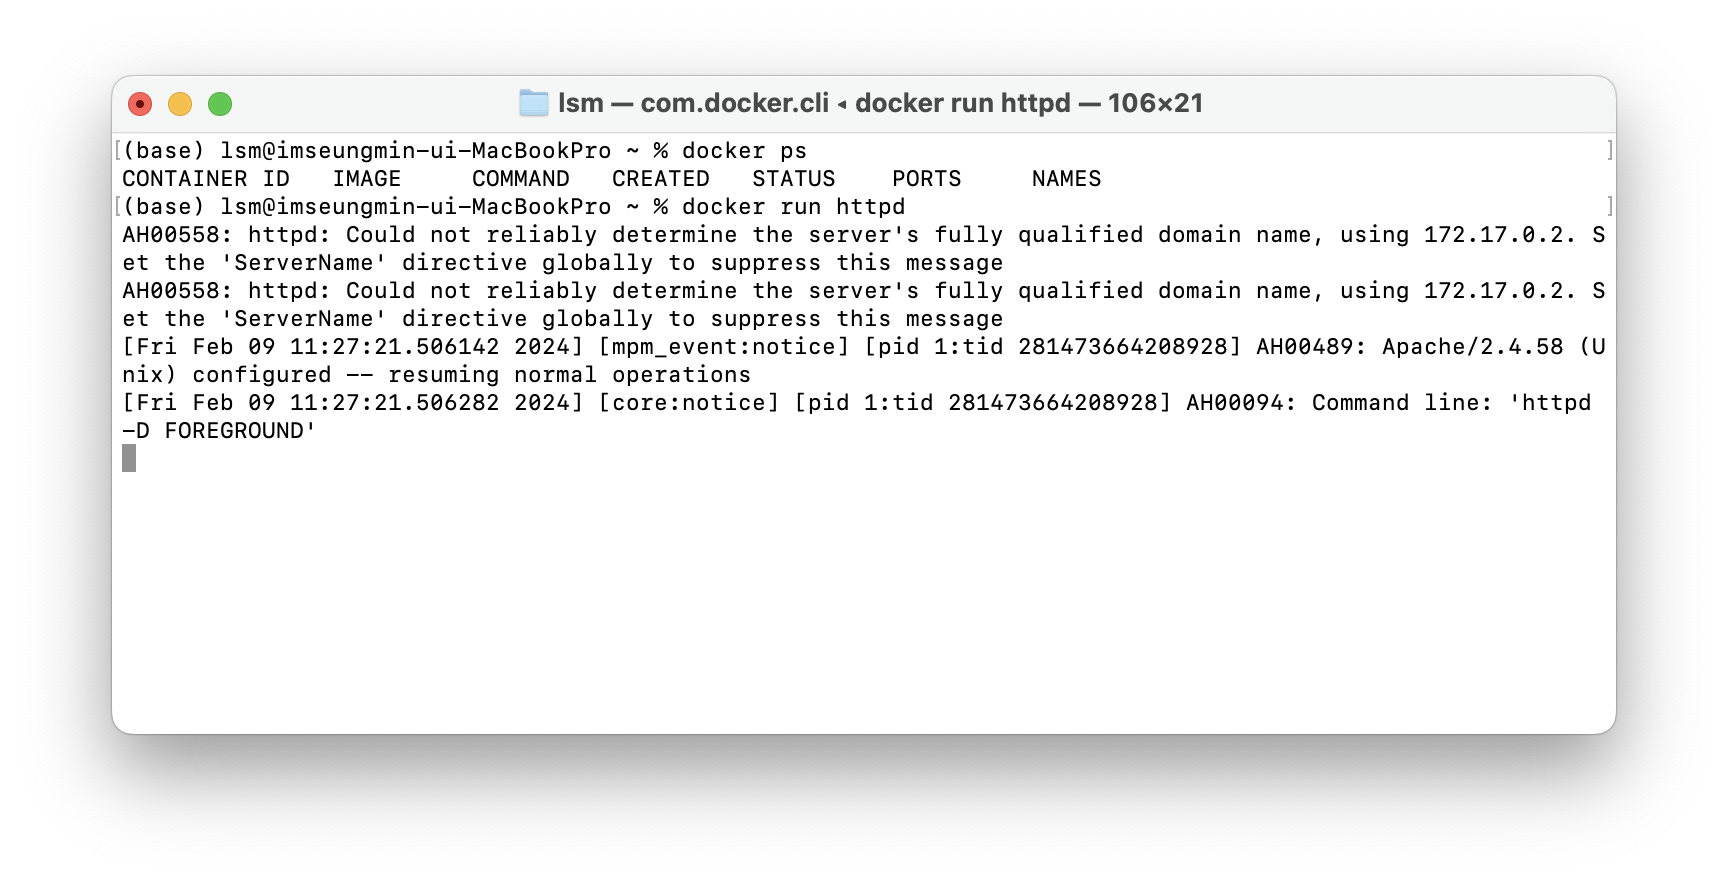 lsm — com.docker.cli ◂ docker run httpd — 106×21
[(base) lsm@imseungmin-ui-MacBookPro ~ % docker ps ]
CONTAINER ID   IMAGE     COMMAND   CREATED   STATUS    PORTS     NAMES
[(base) lsm@imseungmin-ui-MacBookPro ~ % docker run httpd ]
AH00558: httpd: Could not reliably determine the server's fully qualified domain name, using 172.17.0.2. S
et the 'ServerName' directive globally to suppress this message
AH00558: httpd: Could not reliably determine the server's fully qualified domain name, using 172.17.0.2. S
et the 'ServerName' directive globally to suppress this message
[Fri Feb 09 11:27:21.506142 2024] [mpm_event:notice] [pid 1:tid 281473664208928] AH00489: Apache/2.4.58 (U
nix) configured -- resuming normal operations
[Fri Feb 09 11:27:21.506282 2024] [core:notice] [pid 1:tid 281473664208928] AH00094: Command line: 'httpd
-D FOREGROUND'